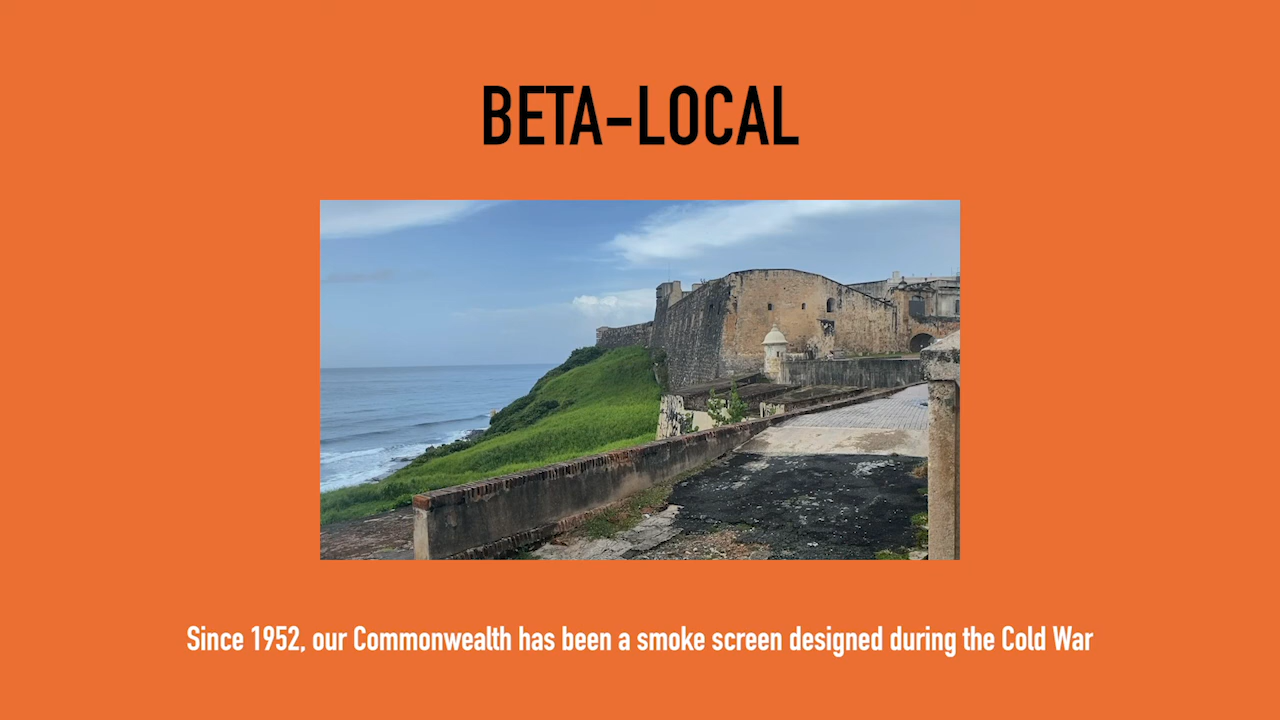 BETA-LOCAL
Since 1952, our Commonwealth has been a smoke screen designed during the Cold War